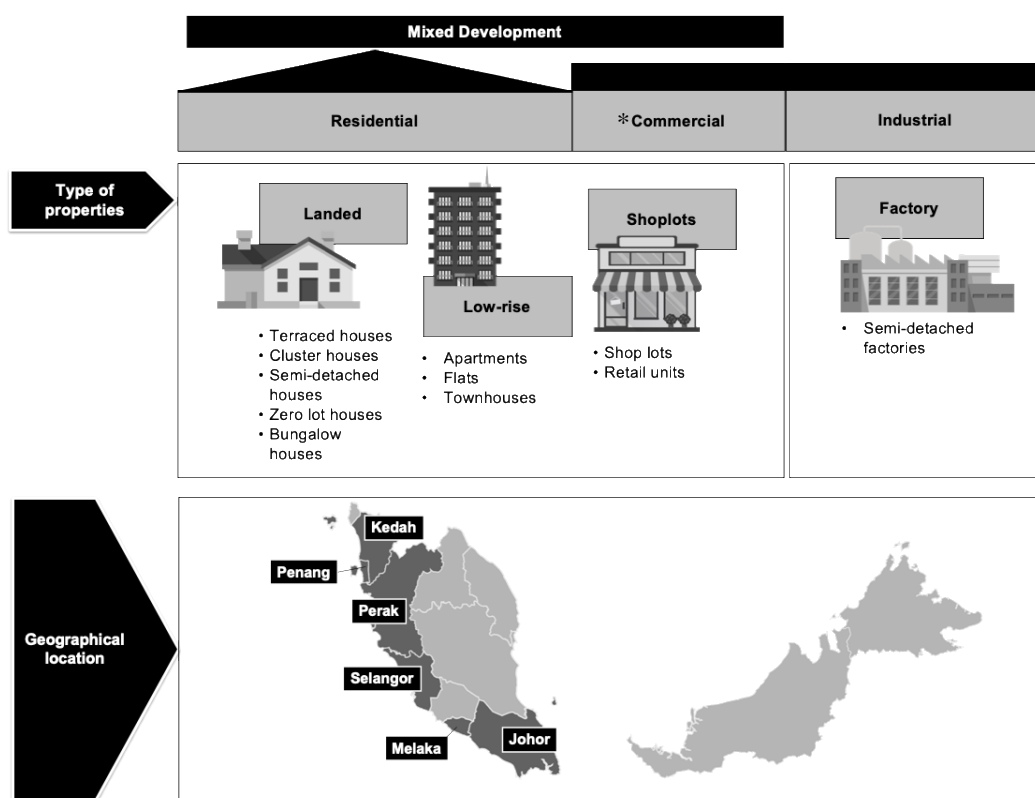 Mixed Development
Residential
*Commercial
Industrial
Type of
properties
Landed
• Terraced houses
• Cluster houses
• Semi-detached
houses
• Zero lot houses
• Bungalow
houses
Low-rise
• Apartments
• Flats
• Townhouses
Shoplots
• Shop lots
• Retail units
Factory
• Semi-detached
factories
Geographical
location
Kedah
Penang
Perak
Selangor
Melaka
Johor